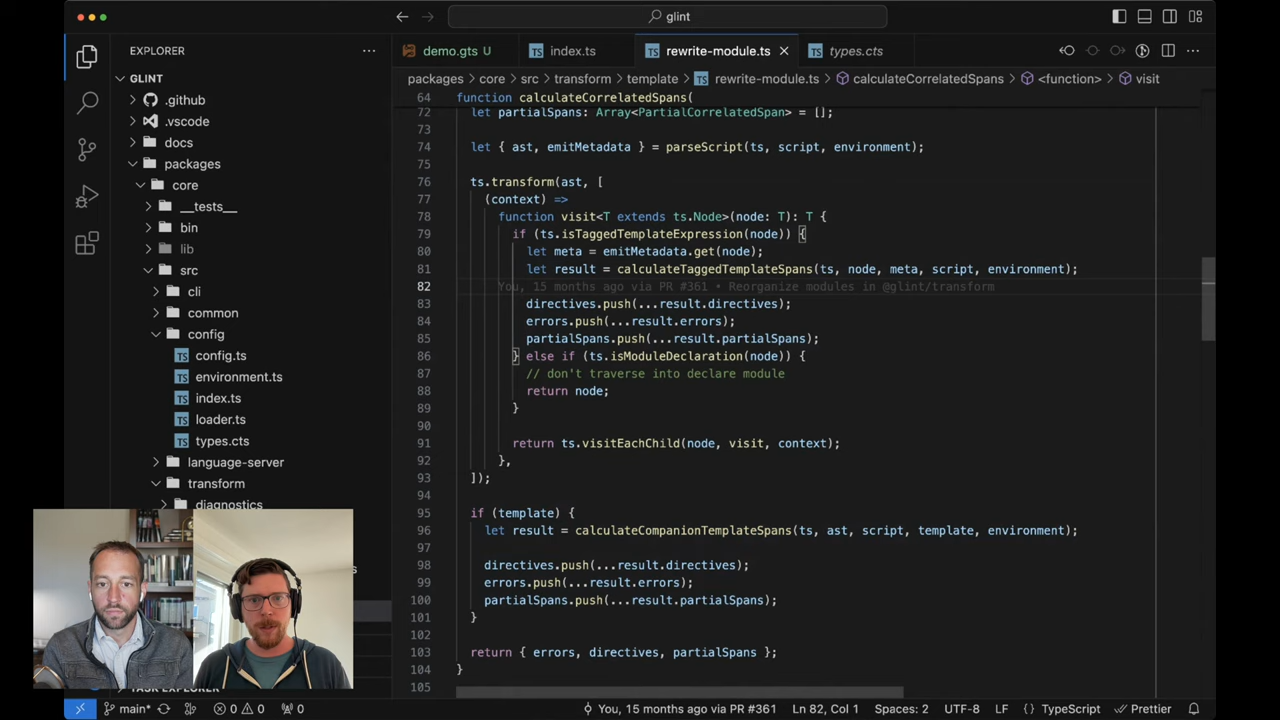 glint
EXPLORER
demo.gts U
TS index.ts
TS rewrite-module.ts
TS types.cts
packages > core > src > transform > template > TS rewrite-module.ts > calculateCorrelatedSpans > <function> > visit
GLINT
.github
.vscode
docs
packages
core
__tests__
bin
lib
src
cli
common
config
TS config.ts
TS environment.ts
TS index.ts
TS loader.ts
TS types.cts
language-server
transform
diagnostics
64 function calculateCorrelatedSpans(
72 let partialSpans: Array<PartialCorrelatedSpan> = [];
73
74 let { ast, emitMetadata } = parseScript(ts, script, environment);
75
76 ts.transform(ast, [
77 (context) =>
78 function visit<T extends ts.Node>(node: T): T {
79 if (ts.isTaggedTemplateExpression(node)) {
80 let meta = emitMetadata.get(node);
81 let result = calculateTaggedTemplateSpans(ts, node, meta, script, environment);
82 You, 15 months ago via PR #361 • Reorganize modules in @glint/transform
83 directives.push(...result.directives);
84 errors.push(...result.errors);
85 partialSpans.push(...result.partialSpans);
86 } else if (ts.isModuleDeclaration(node)) {
87 // don't traverse into declare module
88 return node;
89 }
90
91 return ts.visitEachChild(node, visit, context);
92 },
93 ]);
94
95 if (template) {
96 let result = calculateCompanionTemplateSpans(ts, ast, script, template, environment);
97
98 directives.push(...result.directives);
99 errors.push(...result.errors);
100 partialSpans.push(...result.partialSpans);
101 }
102
103 return { errors, directives, partialSpans };
104 }
105
TASK EXPLORER
main* 0 0 0
You, 15 months ago via PR #361 Ln 82, Col 1 Spaces: 2 UTF-8 LF {} TypeScript Prettier